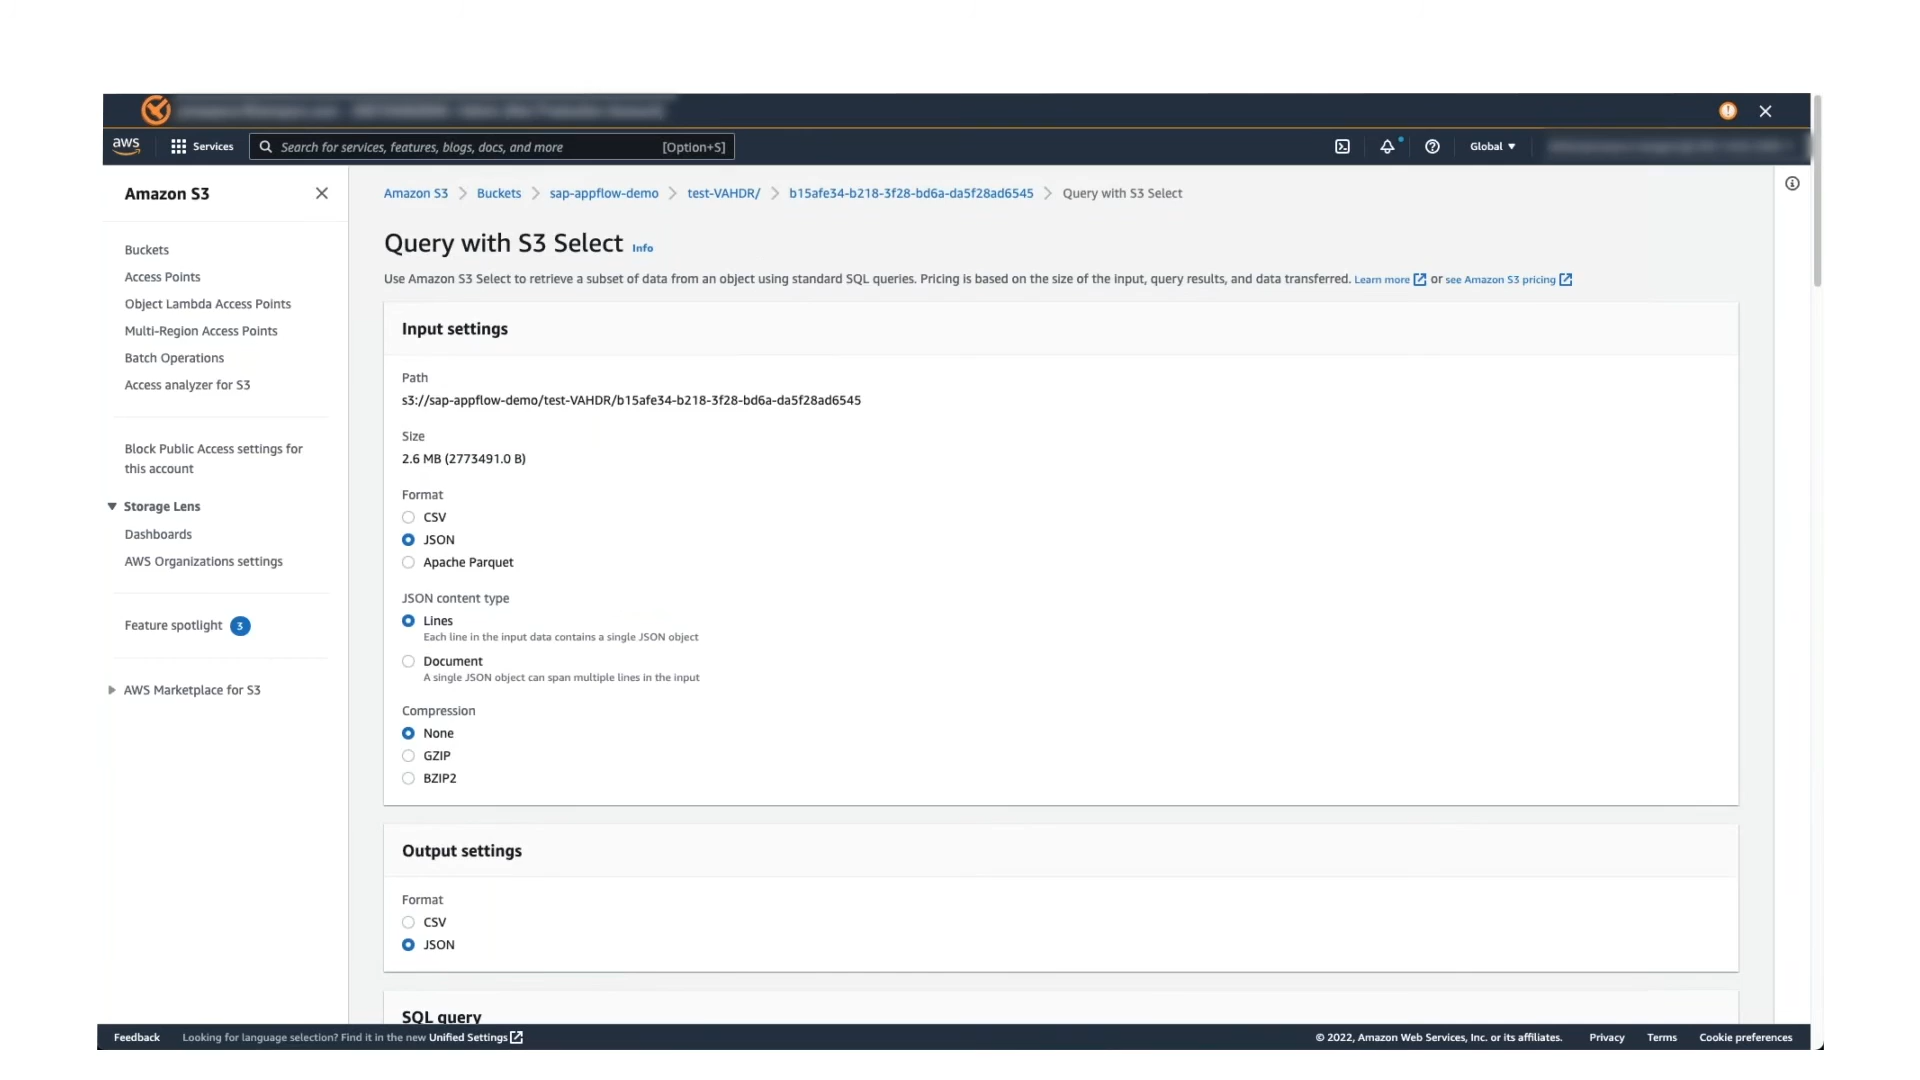 aws
Services
Search for services, features, blogs, docs, and more
[Option+S]
Global
Amazon S3
Buckets
Access Points
Object Lambda Access Points
Multi-Region Access Points
Batch Operations
Access analyzer for S3
Block Public Access settings for
this account
Storage Lens
Dashboards
AWS Organizations settings
Feature spotlight 3
AWS Marketplace for S3
Amazon S3 > Buckets > sap-appflow-demo > test-VAHDR/ > b15afe34-b218-3f28-bd6a-da5f28ad6545 > Query with S3 Select
Query with S3 Select Info
Use Amazon S3 Select to retrieve a subset of data from an object using standard SQL queries. Pricing is based on the size of the input, query results, and data transferred. Learn more or see Amazon S3 pricing
Input settings
Path
s3://sap-appflow-demo/test-VAHDR/b15afe34-b218-3f28-bd6a-da5f28ad6545
Size
2.6 MB (2773491.0 B)
Format
CSV
JSON
Apache Parquet
JSON content type
Lines
Each line in the input data contains a single JSON object
Document
A single JSON object can span multiple lines in the input
Compression
None
GZIP
BZIP2
Output settings
Format
CSV
JSON
SQL query
Feedback
Looking for language selection? Find it in the new Unified Settings
© 2022, Amazon Web Services, Inc. or its affiliates.
Privacy
Terms
Cookie preferences